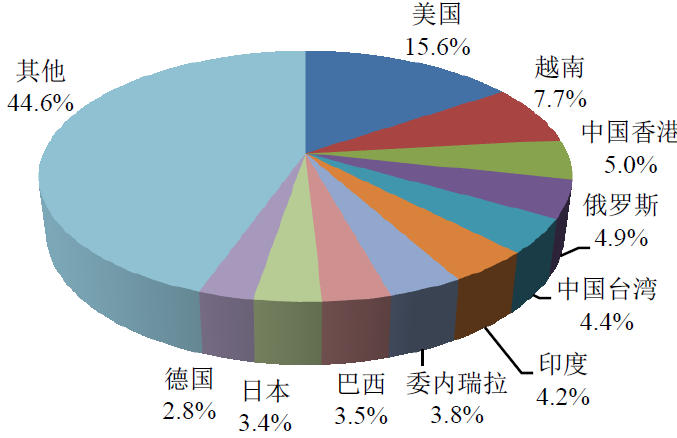 美国
15.6%
越南
7.7%
中国香港
5.0%
俄罗斯
4.9%
中国台湾
4.4%
印度
4.2%
委内瑞拉
3.8%
巴西
3.5%
日本
3.4%
德国
2.8%
其他
44.6%